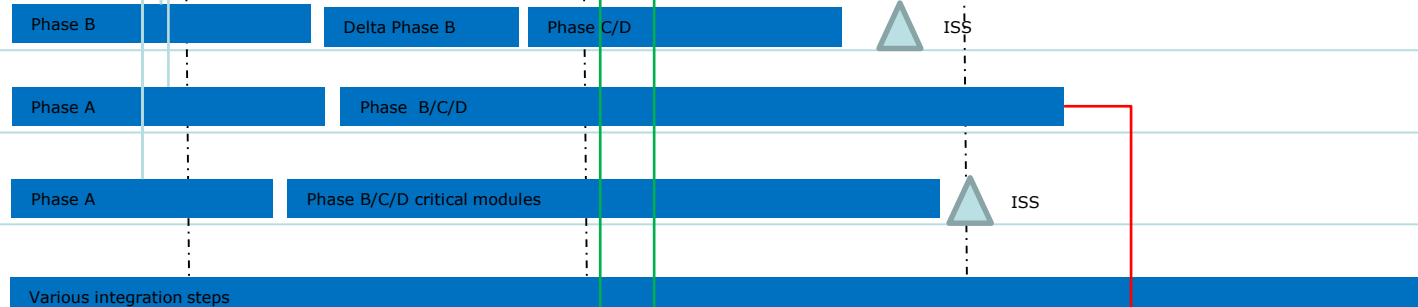 Phase B
Delta Phase B
Phase C/D
ISS
Phase A
Phase  B/C/D
Phase A
Phase B/C/D critical modules
ISS
Various integration steps